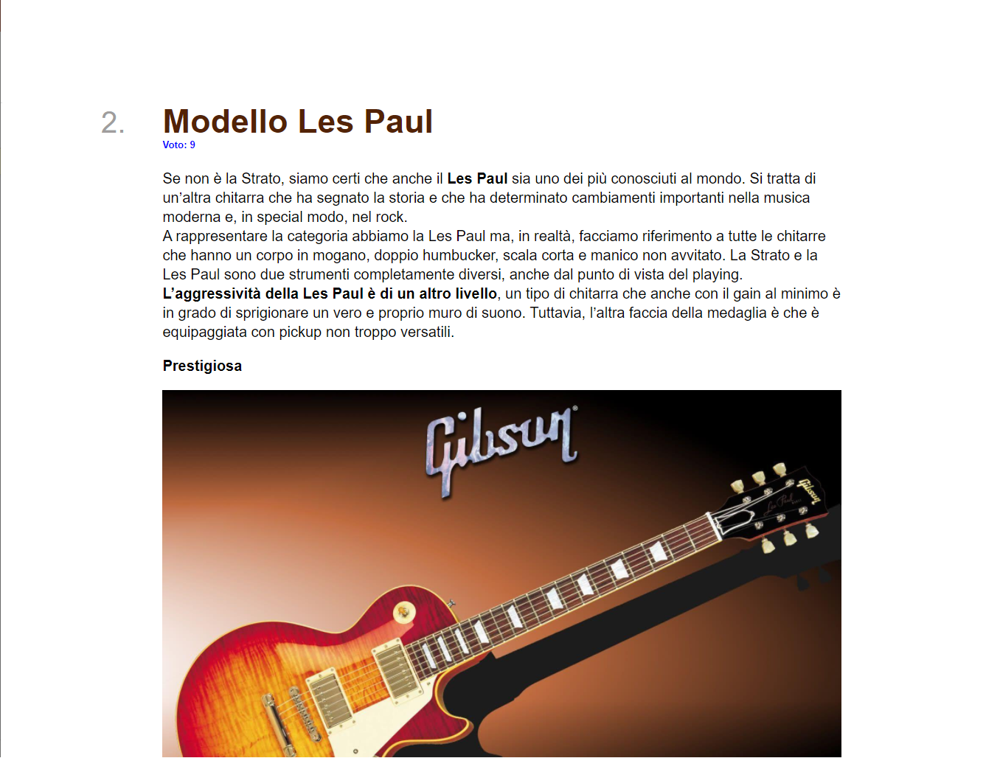 2. Modello Les Paul
Voto: 9
Se non è la Strato, siamo certi che anche il Les Paul sia uno dei più conosciuti al mondo. Si tratta di
un’altra chitarra che ha segnato la storia e che ha determinato cambiamenti importanti nella musica
moderna e, in special modo, nel rock.
A rappresentare la categoria abbiamo la Les Paul ma, in realtà, facciamo riferimento a tutte le chitarre
che hanno un corpo in mogano, doppio humbucker, scala corta e manico non avvitato. La Strato e la
Les Paul sono due strumenti completamente diversi, anche dal punto di vista del playing.
L’aggressività della Les Paul è di un altro livello, un tipo di chitarra che anche con il gain al minimo è
in grado di sprigionare un vero e proprio muro di suono. Tuttavia, l’altra faccia della medaglia è che è
equipaggiata con pickup non troppo versatili.
Prestigiosa
Gibson®
Gibson
Les Paul